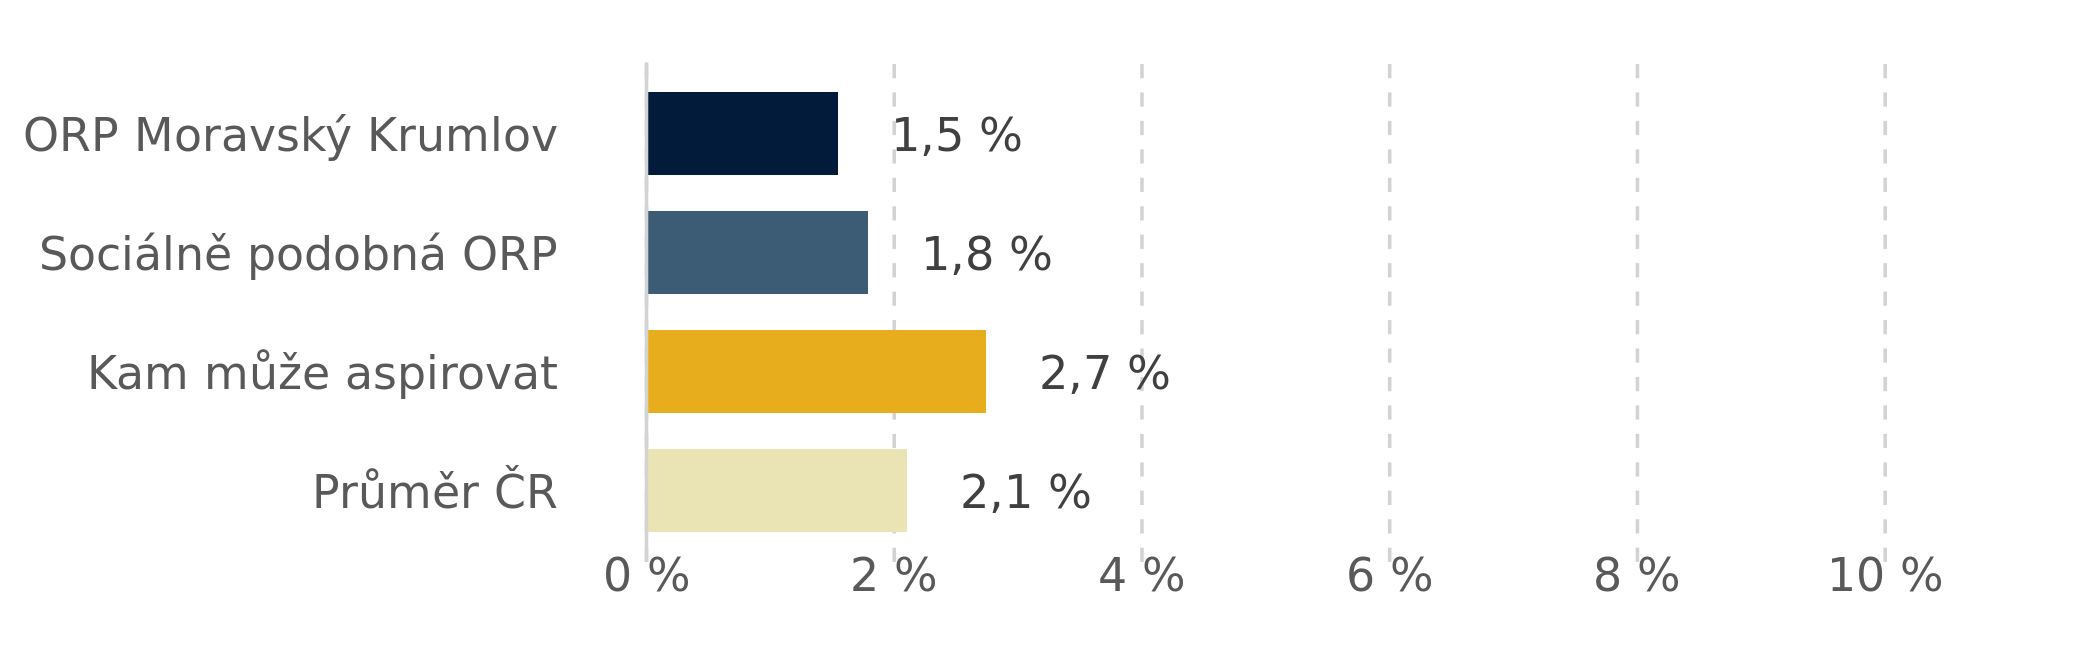 ORP Moravský Krumlov 1,5 %
Sociálně podobná ORP 1,8 %
Kam může aspirovat 2,7 %
Průměr ČR 2,1 %
0 % 2 % 4 % 6 % 8 % 10 %